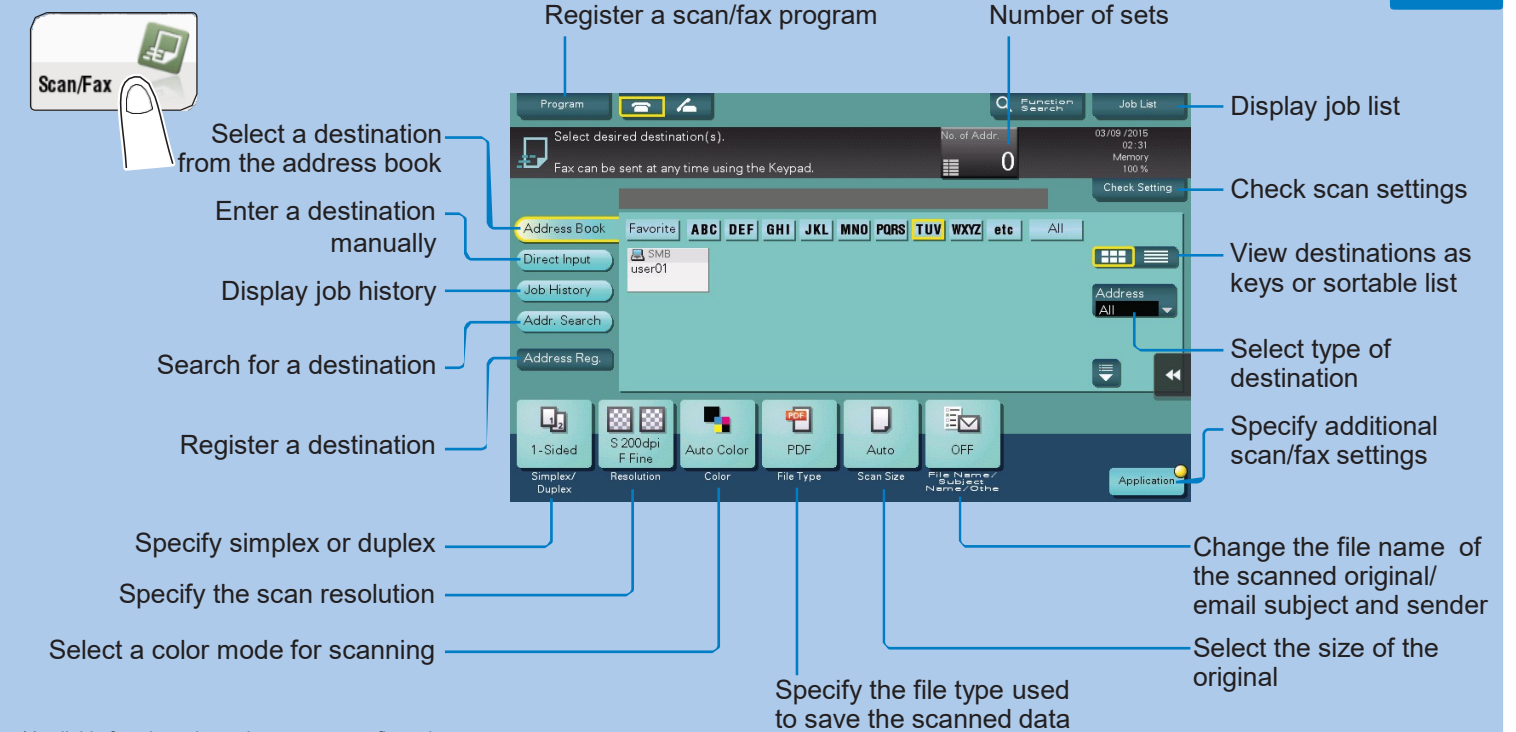 Register a scan/fax program
Number of sets
Scan/Fax
Program
Function
Search
Job List
Display job list
Select a destination
from the address book
Select desired destination(s).
Fax can be sent at any time using the Keypad.
No. of Addr.
0
03/09/2015
02:31
Memory
100 %
Check Setting
Check scan settings
Enter a destination
manually
Address Book
Favorite ABC DEF GHI JKL MNO PQRS TUV WXYZ etc All
Direct Input
SMB
user01
View destinations as
keys or sortable list
Display job history
Job History
Address
All
Addr. Search
Search for a destination
Address Reg.
Select type of
destination
Register a destination
1-Sided
S 200dpi
F Fine
Auto Color
PDF
PDF
Auto
OFF
Simplex/
Duplex
Resolution
Color
File Type
Scan Size
File Name/
Subject
Name/Othe
Application
Specify additional
scan/fax settings
Specify simplex or duplex
Specify the scan resolution
Select a color mode for scanning
Change the file name of
the scanned original/
email subject and sender
Select the size of the
original
Specify the file type used
to save the scanned data